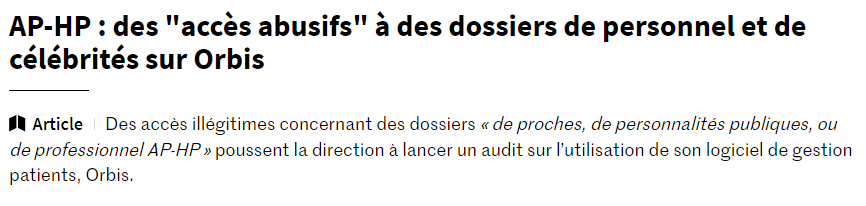 AP-HP : des "accès abusifs" à des dossiers de personnel et de
célébrités sur Orbis
Article | Des accès illégitimes concernant des dossiers « de proches, de personnalités publiques, ou
de professionnel AP-HP » poussent la direction à lancer un audit sur l’utilisation de son logiciel de gestion
patients, Orbis.